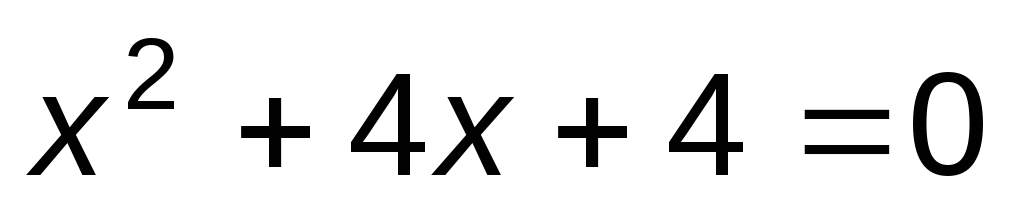 x² + 4x + 4 = 0